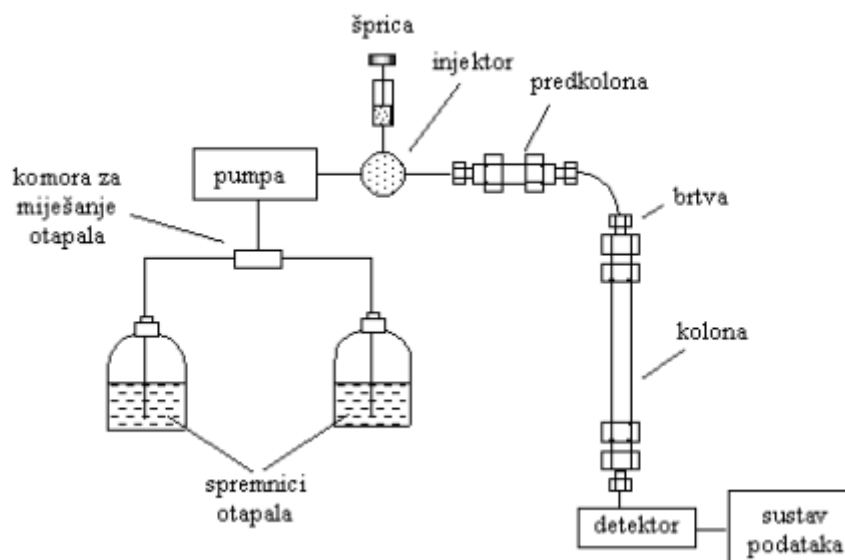 šprica
injektor
predkolona
pumpa
komora za
miješanje
otapala
brtva
kolona
spremnici
otapala
detektor
sustav
podataka